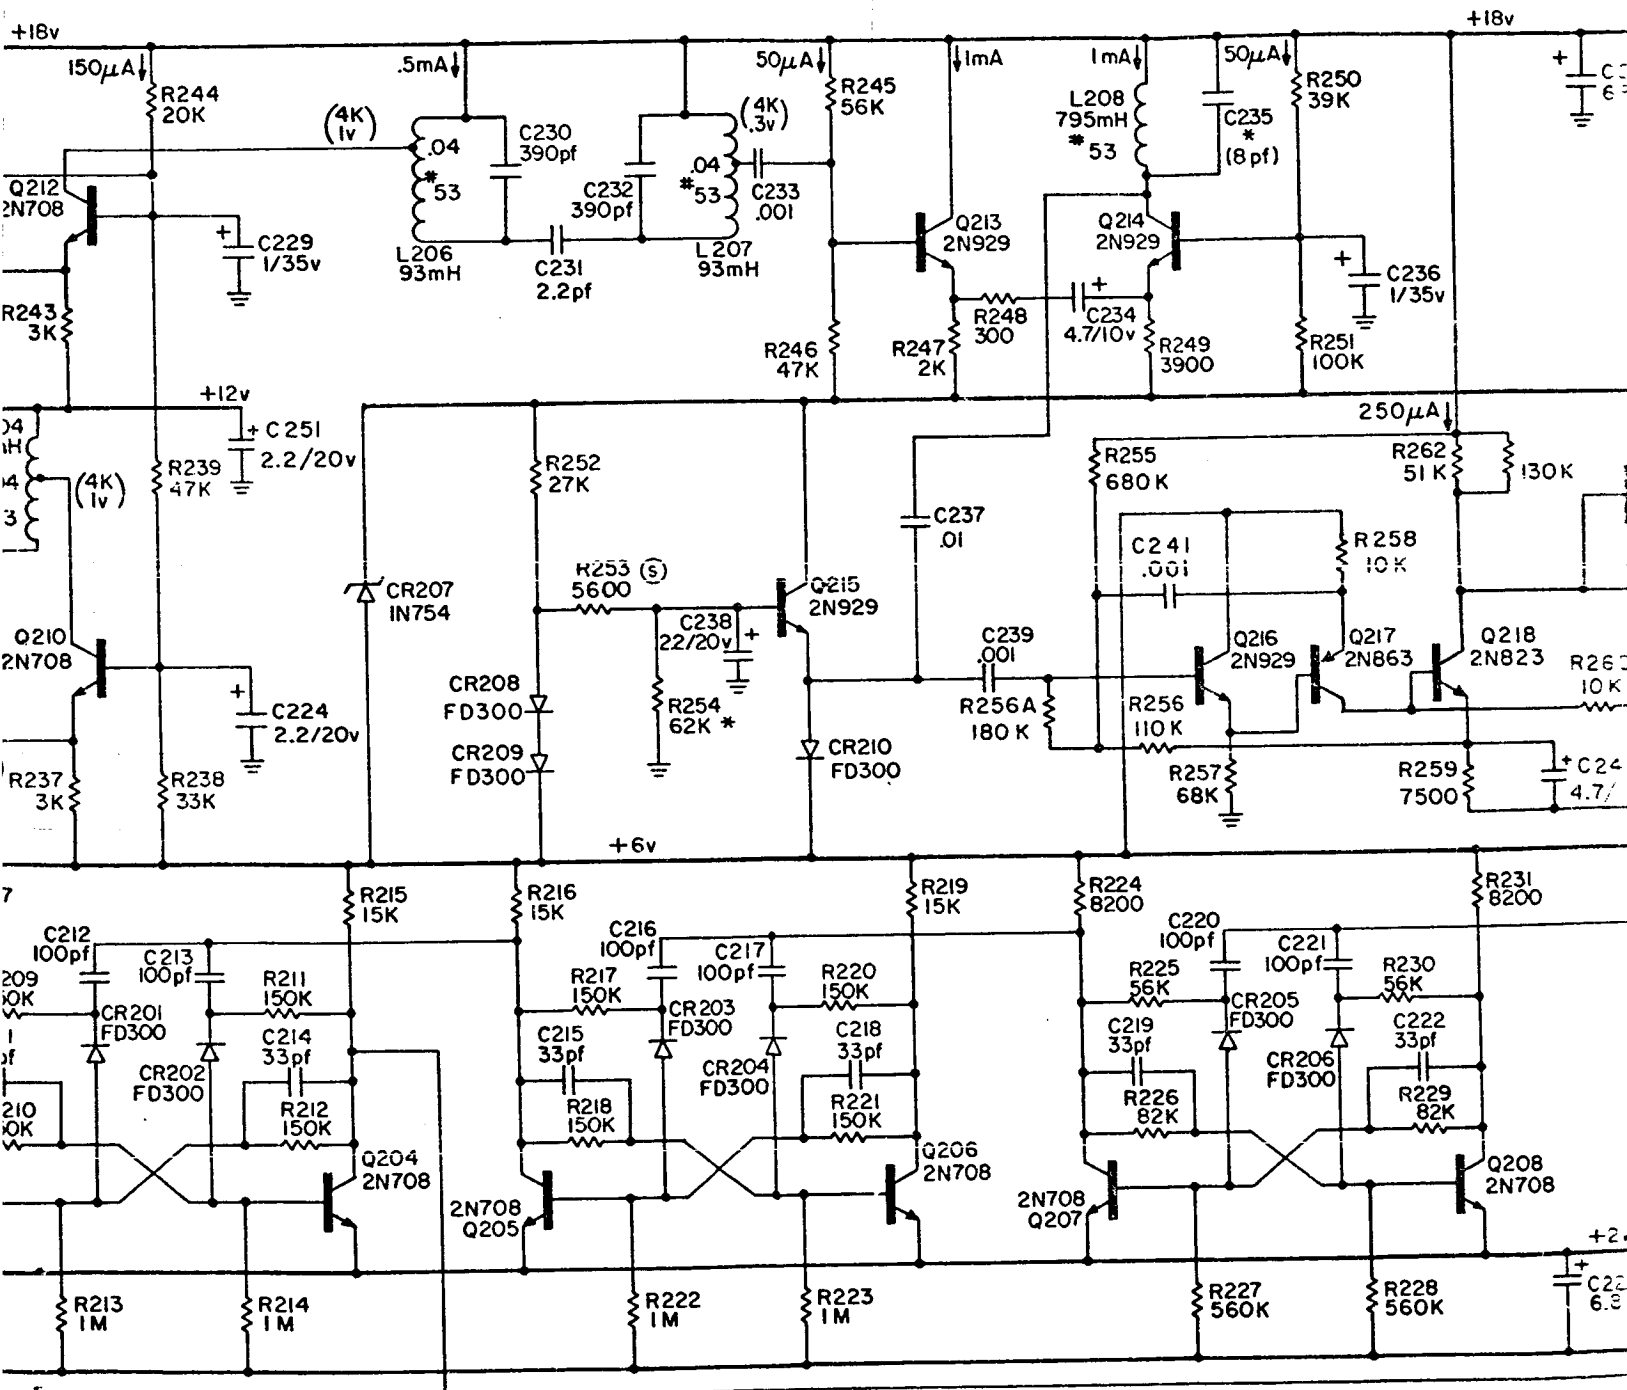 +18v
+18v
150µA
.5mA
50µA
1mA
1mA
50µA
R244
20K
(4K)
1v
C230
390pf
.04
*53
L206
93mH
C231
2.2pf
C232
390pf
(4K)
.3v
.04
*53
L207
93mH
C233
.001
R245
56K
L208
795mH
*53
C235
*
(8pf)
R250
39K
+
Q212
2N708
+
C229
1/35v
Q213
2N929
Q214
2N929
+
C236
1/35v
R243
3K
R246
47K
R247
2K
R248
300
+
C234
4.7/10v
R249
3900
R251
100K
+12v
+
C251
2.2/20v
R239
47K
(4K)
1v
R252
27K
250µA
R255
680K
R262
51K
130K
C237
.01
C241
.001
R258
10K
CR207
IN754
R253 (S)
5600
Q215
2N929
C238
22/20v
+
Q210
2N708
C239
.001
Q216
2N929
Q217
2N863
Q218
2N823
10K
+
C224
2.2/20v
CR208
FD300
R254
62K *
R256A
180K
R256
110K
CR209
FD300
CR210
FD300
R237
3K
R238
33K
R257
68K
R259
7500
+
+6v
R215
15K
R216
15K
R219
15K
R224
8200
R231
8200
C212
100pf
C213
100pf
R211
150K
C216
100pf
R217
150K
C217
100pf
R220
150K
C220
100pf
R225
56K
C221
100pf
R230
56K
CR201
FD300
CR202
FD300
C214
33pf
C215
33pf
CR203
FD300
CR204
FD300
C218
33pf
C219
33pf
CR205
FD300
CR206
FD300
C222
33pf
R212
150K
R218
150K
R221
150K
R226
82K
R229
82K
Q204
2N708
2N708
Q205
Q206
2N708
2N708
Q207
Q208
2N708
+
R213
1M
R214
1M
R222
1M
R223
1M
R227
560K
R228
560K